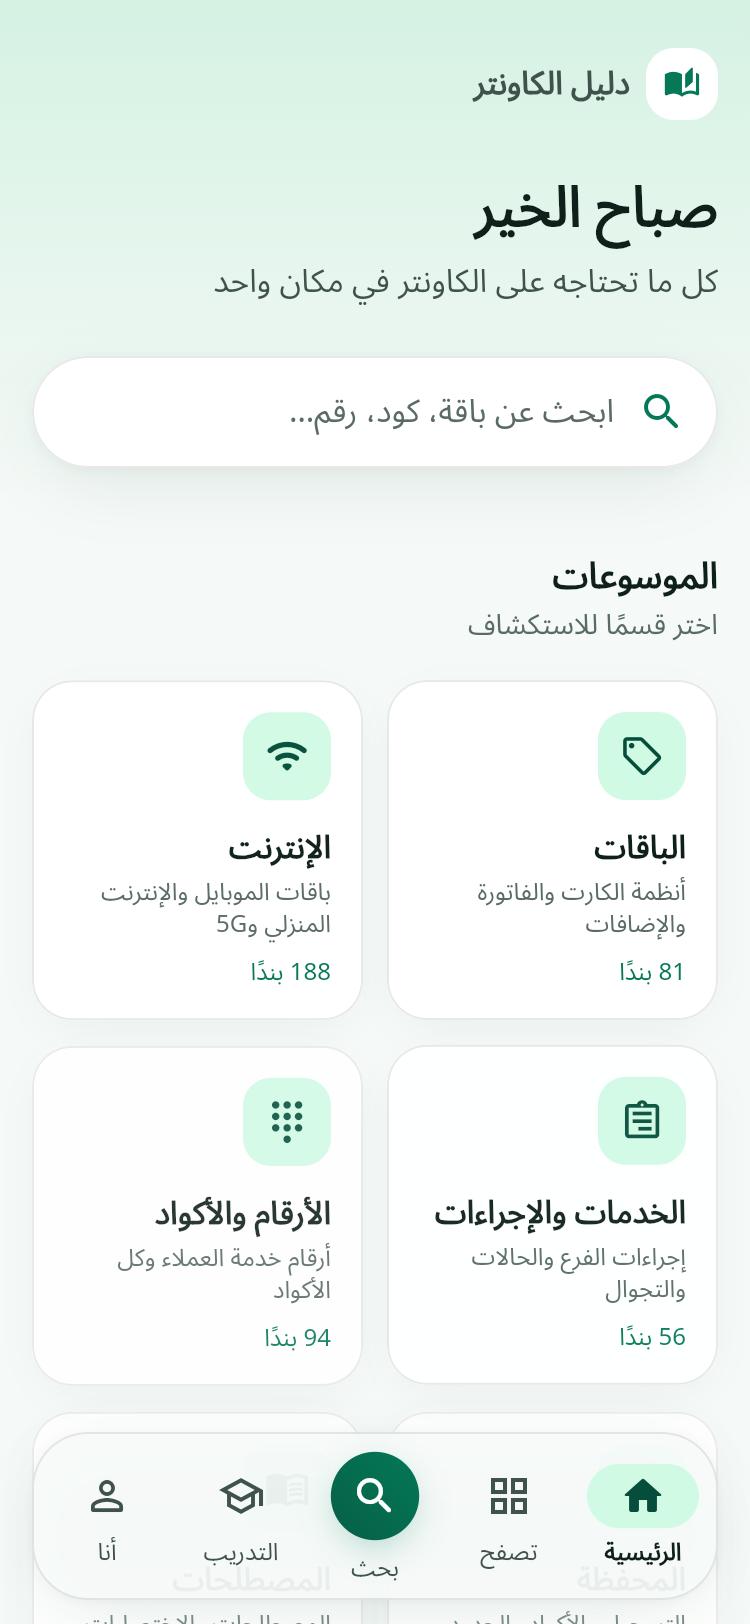 دليل الكاونتر
صباح الخير
كل ما تحتاجه على الكاونتر في مكان واحد
ابحث عن باقة، كود، رقم...
الموسوعات
اختر قسمًا للاستكشاف
الباقات
أنظمة الكارت والفاتورة
والإضافات
81 بندًا
الإنترنت
باقات الموبايل والإنترنت
المنزلي و5G
188 بندًا
الخدمات والإجراءات
إجراءات الفرع والحالات
والتجوال
56 بندًا
الأرقام والأكواد
أرقام خدمة العملاء وكل
الأكواد
94 بندًا
المحفظة
المصطلحات
الرئيسية
تصفح
بحث
التدريب
أنا